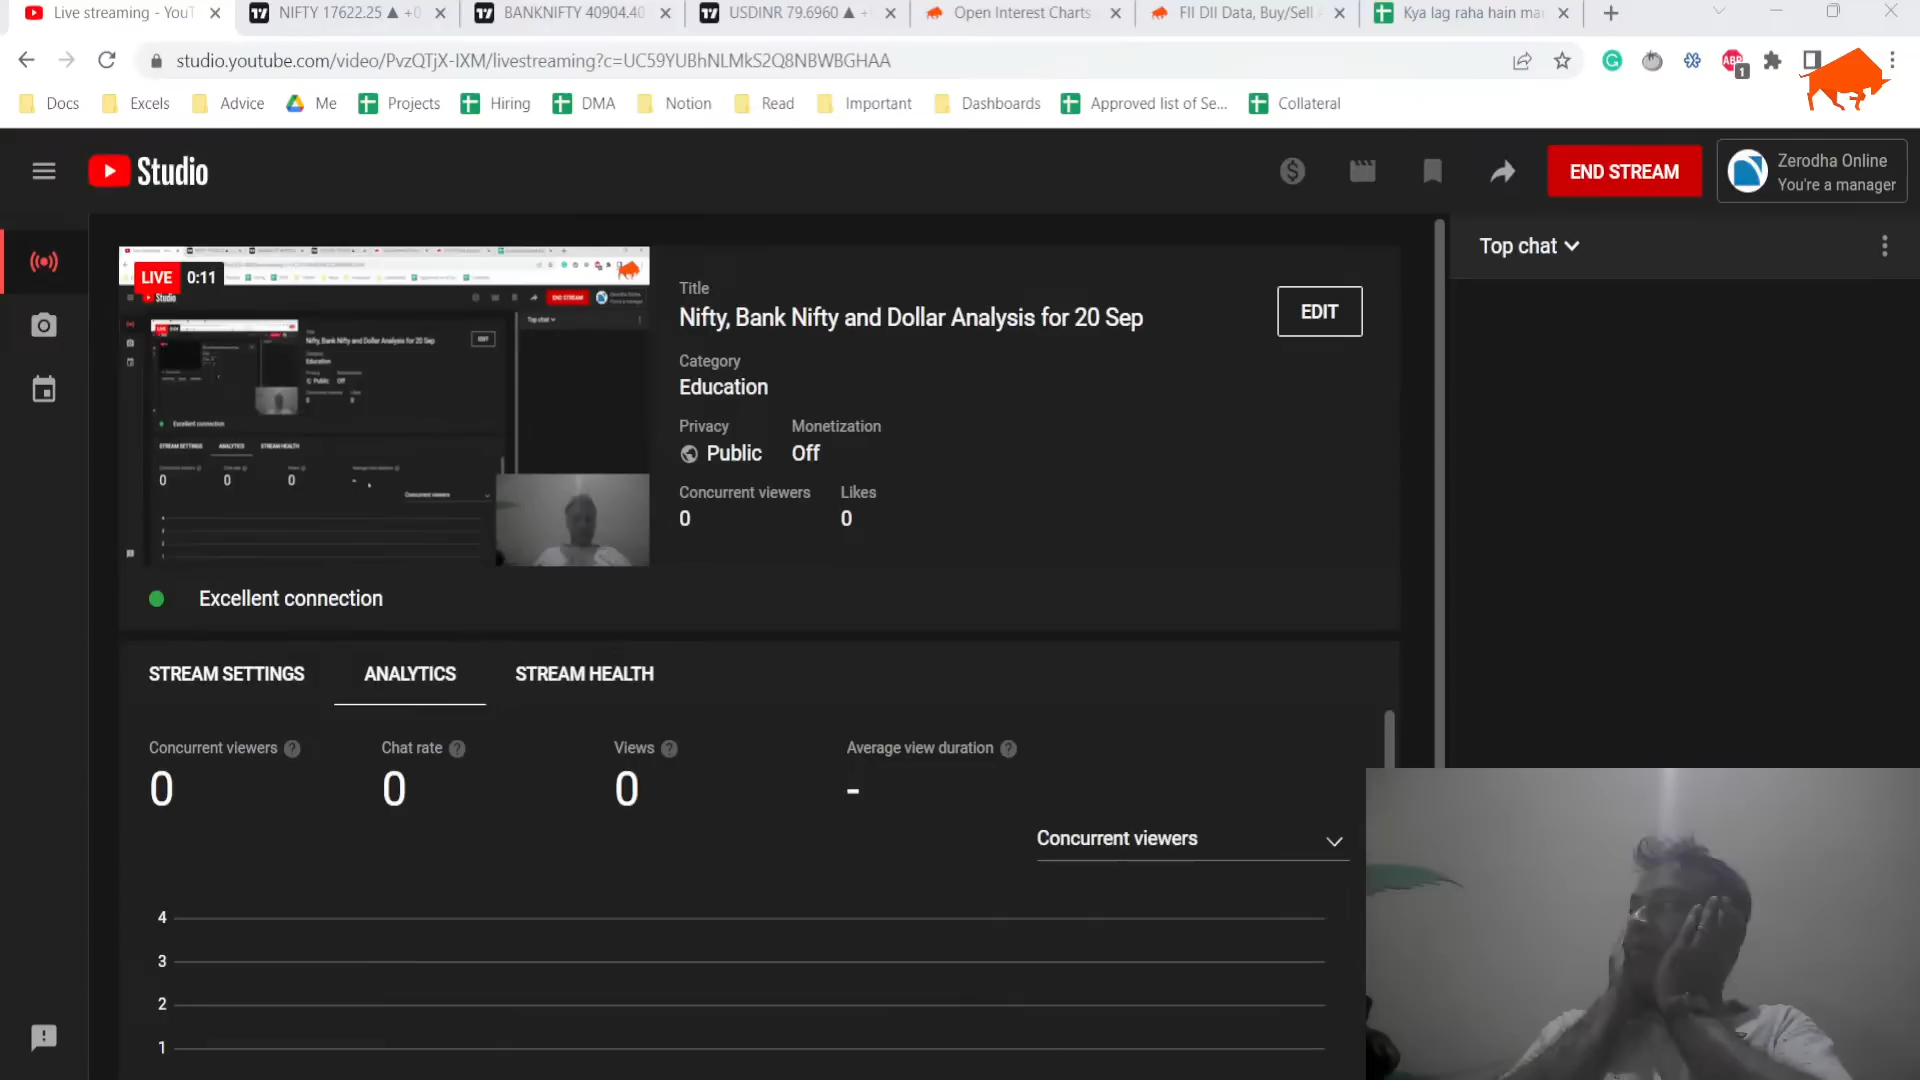 Live streaming - YouT
NIFTY 17622.25 ▲ +0
BANKNIFTY 40904.40
USDINR 79.6960 ▲ +
Open Interest Charts
FII DII Data, Buy/Sell
Kya lag raha hain ma
studio.youtube.com/video/PvzQTjX-IXM/livestreaming?c=UC59YUBhNLMkS2Q8NBWBGHAA
ABP
1
Docs
Excels
Advice
Me
Projects
Hiring
DMA
Notion
Read
Important
Dashboards
Approved list of Se...
Collateral
Studio
END STREAM
Zerodha Online
You're a manager
LIVE 0:11
Title
Nifty, Bank Nifty and Dollar Analysis for 20 Sep
EDIT
Category
Education
Privacy Monetization
Public Off
Concurrent viewers Likes
0 0
Excellent connection
Top chat
STREAM SETTINGS ANALYTICS STREAM HEALTH
Concurrent viewers Chat rate Views Average view duration
0 0 0 -
Concurrent viewers
4
3
2
1